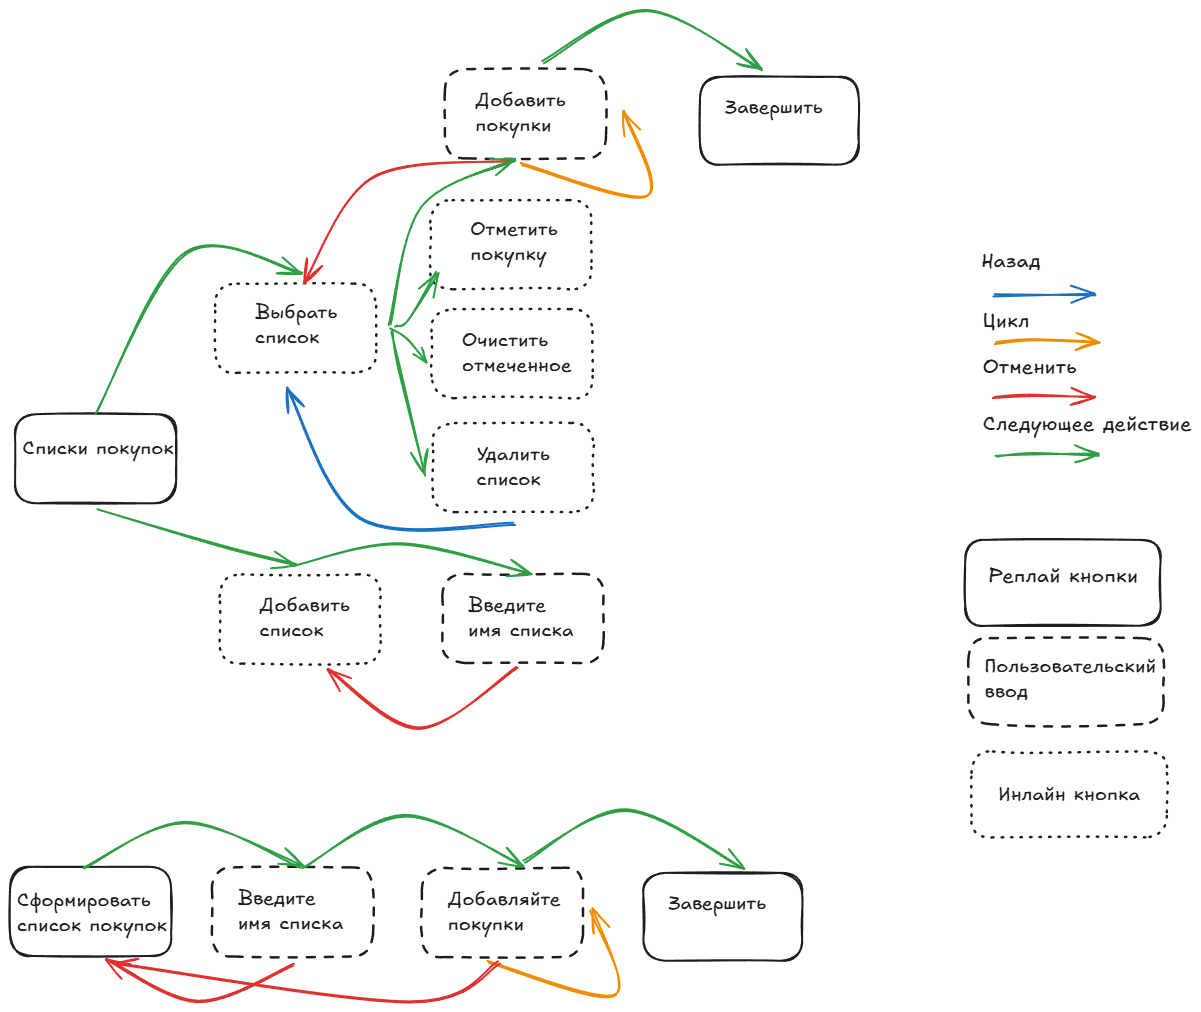 Добавить
покупки
Завершить
Отметить
покупку
Выбрать
список
Очистить
отмеченное
Удалить
список
Списки покупок
Добавить
список
Введите
имя списка
Сформировать
список покупок
Введите
имя списка
Добавляйте
покупки
Завершить
Назад
Цикл
Отменить
Следующее действие
Реплай кнопки
Пользовательский
ввод
Инлайн кнопка